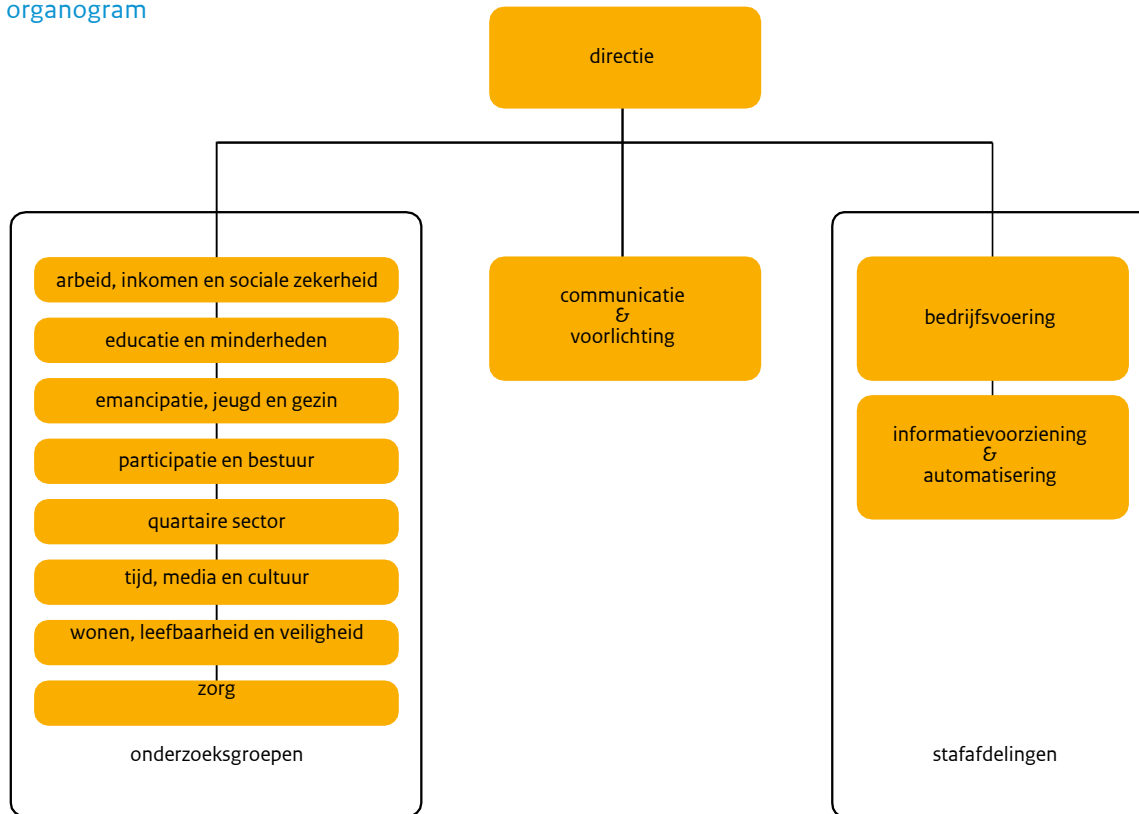 organogram
directie
arbeid, inkomen en sociale zekerheid
educatie en minderheden
emancipatie, jeugd en gezin
participatie en bestuur
quartaire sector
tijd, media en cultuur
wonen, leefbaarheid en veiligheid
zorg
onderzoeksgroepen
communicatie
&
voorlichting
bedrijfsvoering
informatievoorziening
&
automatisering
stafafdelingen